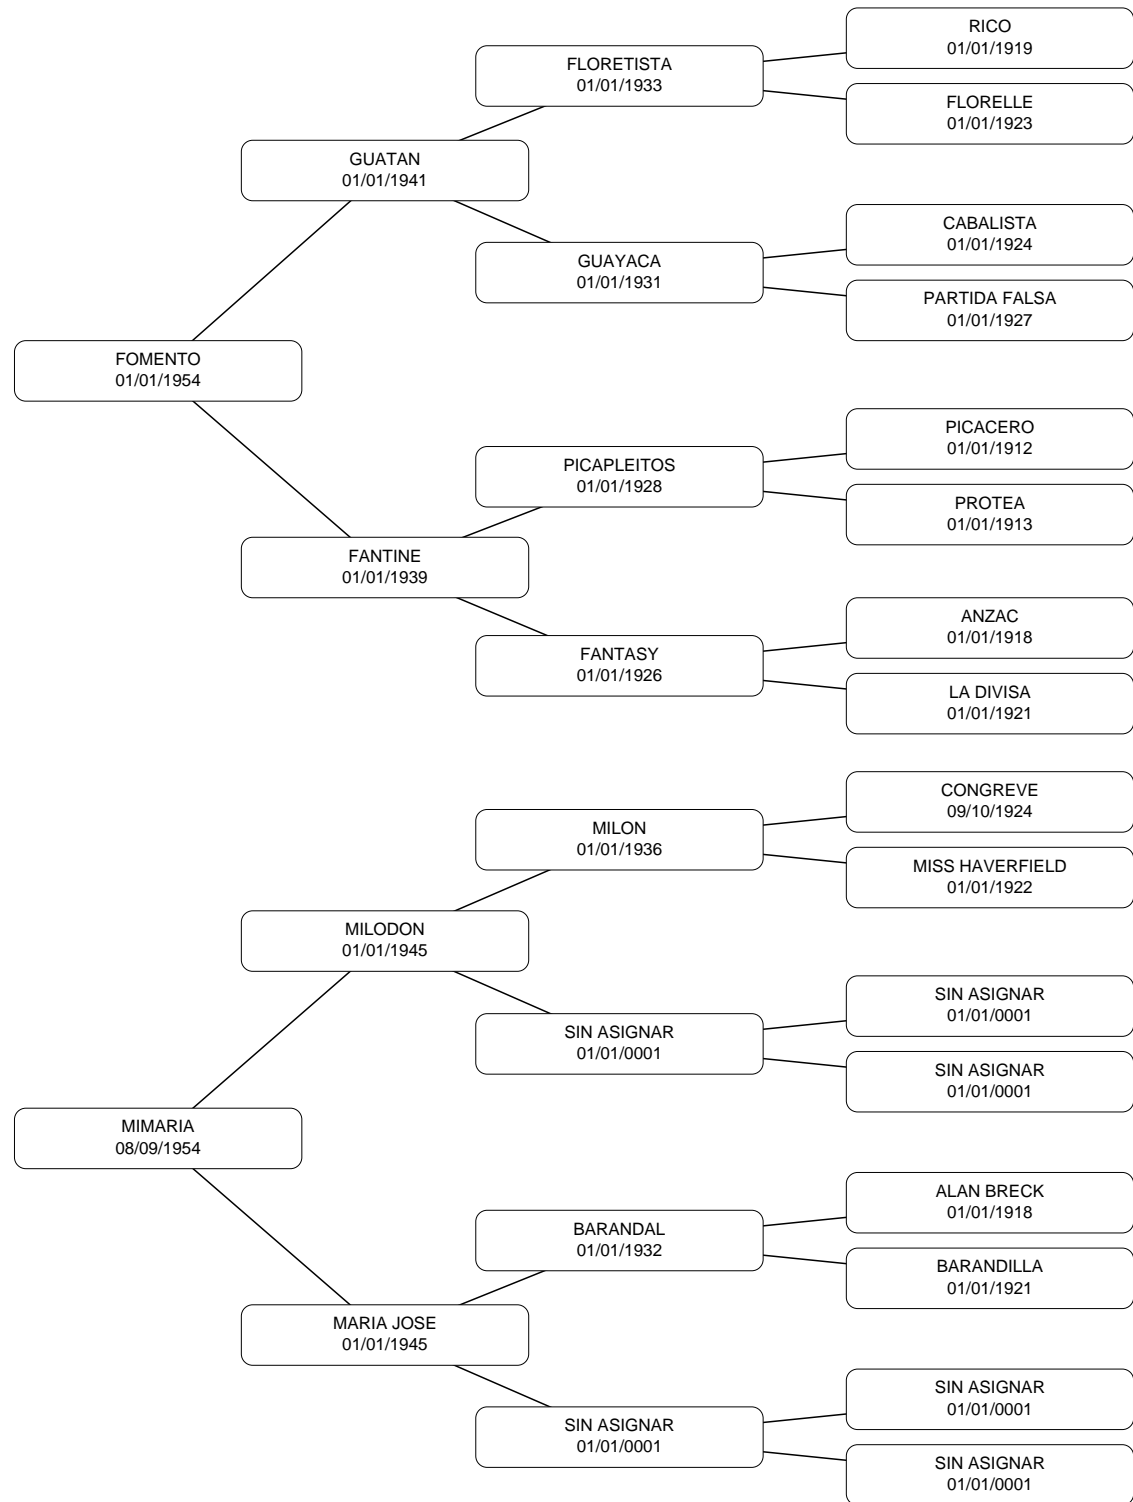 RICO
01/01/1919
FLORETISTA
01/01/1933
FLORELLE
01/01/1923
GUATAN
01/01/1941
CABALISTA
01/01/1924
GUAYACA
01/01/1931
PARTIDA FALSA
01/01/1927
FOMENTO
01/01/1954
PICACERO
01/01/1912
PICAPLEITOS
01/01/1928
PROTEA
01/01/1913
FANTINE
01/01/1939
ANZAC
01/01/1918
FANTASY
01/01/1926
LA DIVISA
01/01/1921
CONGREVE
09/10/1924
MILON
01/01/1936
MISS HAVERFIELD
01/01/1922
MILODON
01/01/1945
SIN ASIGNAR
01/01/0001
SIN ASIGNAR
01/01/0001
SIN ASIGNAR
01/01/0001
MIMARIA
08/09/1954
ALAN BRECK
01/01/1918
BARANDAL
01/01/1932
BARANDILLA
01/01/1921
MARIA JOSE
01/01/1945
SIN ASIGNAR
01/01/0001
SIN ASIGNAR
01/01/0001
SIN ASIGNAR
01/01/0001